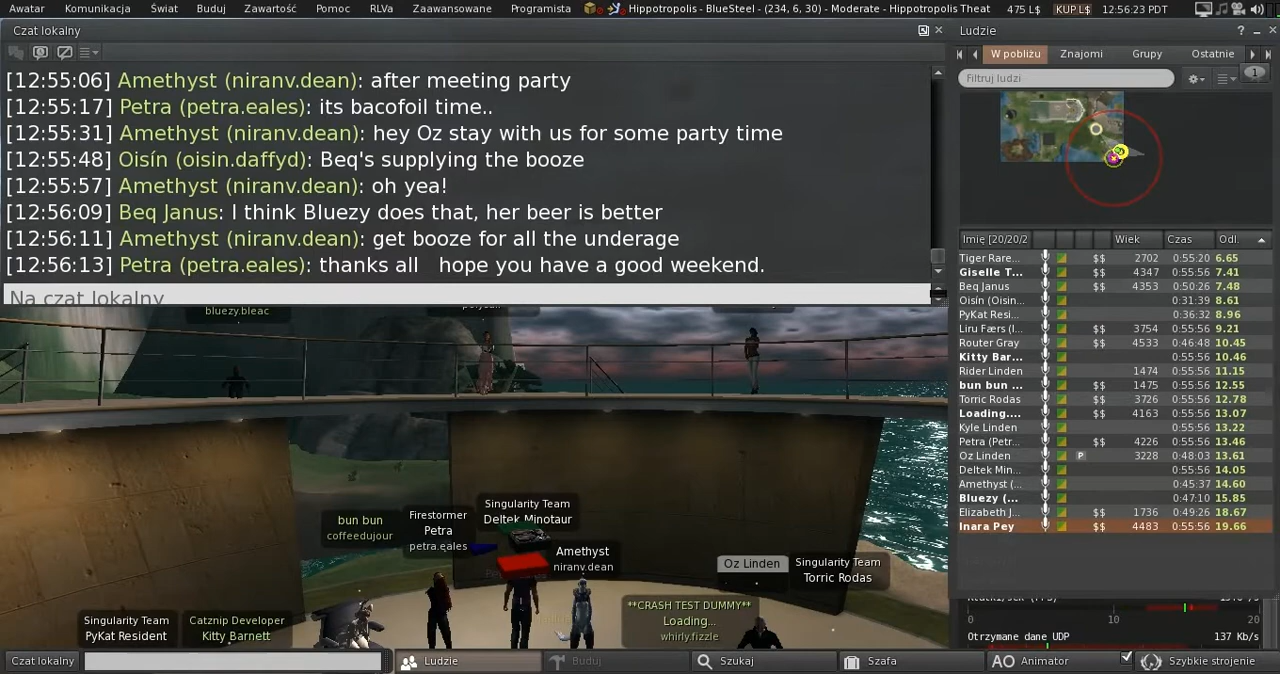 Awatar Komunikacja Świat Buduj Zawartość Pomoc RLVa Zaawansowane Programista Hippotropolis - BlueSteel - (234, 6, 30) - Moderate - Hippotropolis Theat 475 L$ KUP L$ 12:56:23 PDT
Czat lokalny
[12:55:06] Amethyst (niranv.dean): after meeting party
[12:55:17] Petra (petra.eales): its bacofoil time..
[12:55:31] Amethyst (niranv.dean): hey Oz stay with us for some party time
[12:55:48] Oisín (oisin.daffyd): Beq's supplying the booze
[12:55:57] Amethyst (niranv.dean): oh yea!
[12:56:09] Beq Janus: I think Bluezy does that, her beer is better
[12:56:11] Amethyst (niranv.dean): get booze for all the underage
[12:56:13] Petra (petra.eales): thanks all hope you have a good weekend.
Na czat lokalny
Ludzie
W pobliżu Znajomi Grupy Ostatnie
Filtruj ludzi
1
Imię [20/20/2 Wiek Czas Odl.
Tiger Rare... $$ 2702 0:55:20 6.65
Giselle T... $$ 4347 0:55:56 7.41
Beq Janus $$ 4353 0:50:26 7.48
Oisín (Oisin... 0:31:39 8.61
PyKat Resi... 0:36:32 8.96
Liru Færs (l... $$ 3754 0:55:56 9.21
Router Gray $$ 4533 0:46:48 10.45
Kitty Bar... 0:55:56 10.46
Rider Linden 1474 0:55:56 11.15
bun bun ... $$ 1475 0:55:56 12.55
Torric Rodas $$ 3726 0:55:56 12.78
Loading.... $$ 4163 0:55:56 13.07
Kyle Linden 0:55:56 13.22
Petra (Petr... $$ 4226 0:55:56 13.46
Oz Linden P 3228 0:48:03 13.61
Deltek Min... 0:55:56 14.05
Amethyst (... 0:45:37 14.60
Bluezy (... 0:47:10 15.85
Elizabeth J... $$ 1736 0:49:26 18.67
Inara Pey $$ 4483 0:55:56 19.66
0 10 20
Otrzymane dane UDP 137 Kb/s
bluezy.bleac
bun bun
coffeedujour
Firestormer
Petra
petra.eales
Singularity Team
Deltek Minotaur
Amethyst
niranv.dean
Oz Linden
Singularity Team
Torric Rodas
Singularity Team
PyKat Resident
Catznip Developer
Kitty Barnett
**CRASH TEST DUMMY**
Loading...
whirly.fizzle
Czat lokalny Ludzie Buduj Szukaj Szafa AO Animator Szybkie strojenie